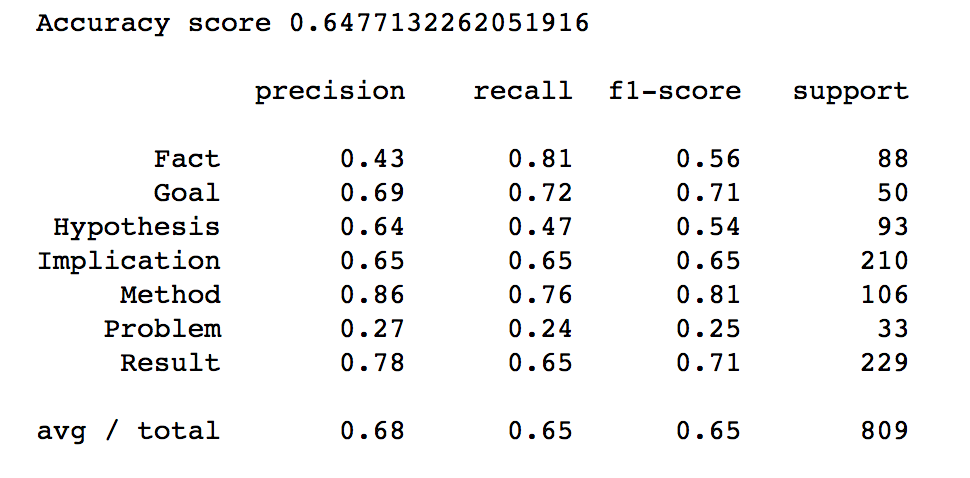 Accuracy score 0.6477132262051916
precision recall f1-score support
Fact 0.43 0.81 0.56 88
Goal 0.69 0.72 0.71 50
Hypothesis 0.64 0.47 0.54 93
Implication 0.65 0.65 0.65 210
Method 0.86 0.76 0.81 106
Problem 0.27 0.24 0.25 33
Result 0.78 0.65 0.71 229
avg / total 0.68 0.65 0.65 809